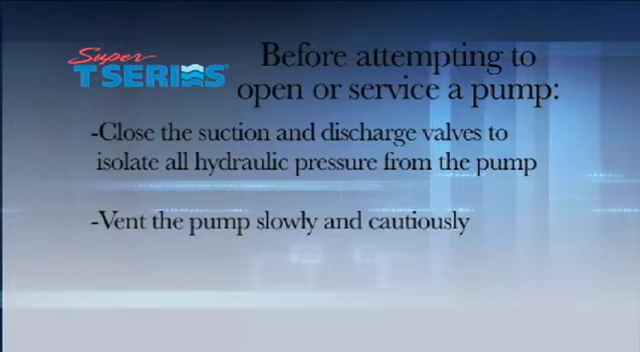 Super
T SERIES®
Before attempting to
open or service a pump:
-Close the suction and discharge valves to
isolate all hydraulic pressure from the pump
-Vent the pump slowly and cautiously